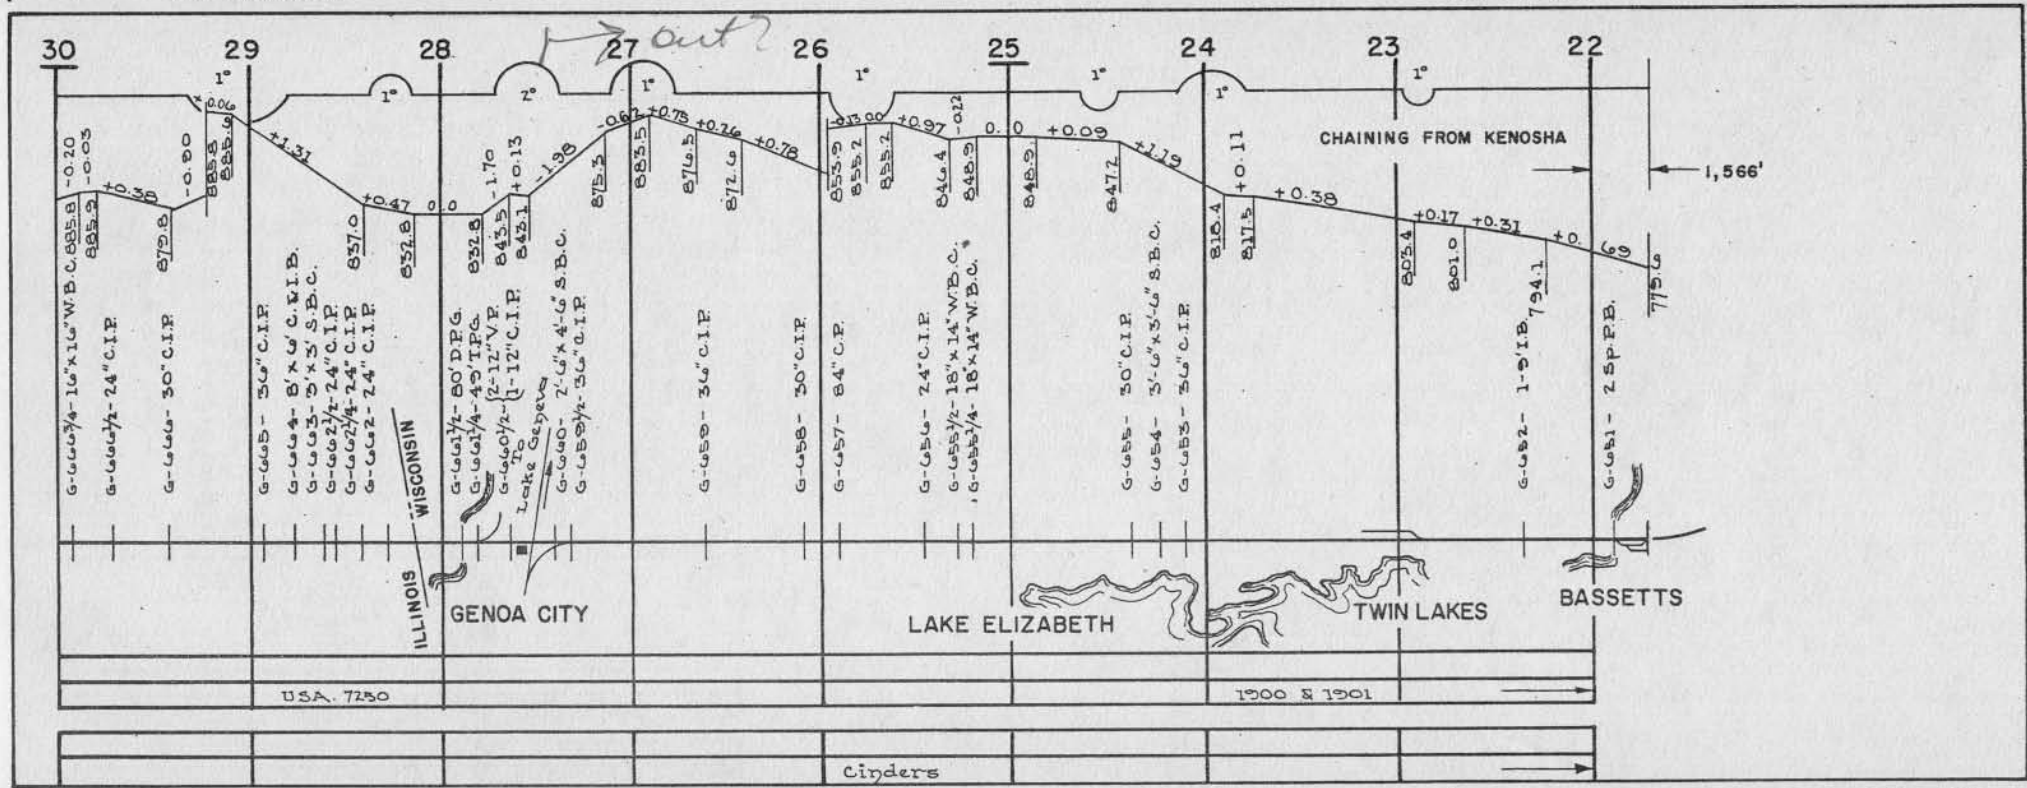 out?
30 29 28 27 26 25 24 23 22
1° 1° 2° 1° 1° 1° 1° 1°
CHAINING FROM KENOSHA
1,566'
-0.20
-0.03
+0.38
-0.90
+0.06
+1.31
+0.47
0.0
-1.70
+0.13
-1.98
-0.62
+0.75
+0.26
+0.78
-0.13
00
+0.97
-0.22
0.0
+0.09
+1.19
+0.11
+0.38
+0.17
+0.31
+0.69
885.8
885.9
879.8
885.8
885.6
837.0
832.8
832.8
843.5
843.1
875.3
883.5
876.5
872.6
853.9
855.2
855.2
846.4
848.9
848.9
847.2
818.4
817.5
803.4
801.0
794.1
775.6
G-666 3/4- 16"x16" W.B.C.
G-666 1/2- 24" C.I.P.
G-666- 30" C.I.P.
G-665- 36" C.I.P.
G-664- 8'x6' C.&I.B.
G-663- 3'x3' S.B.C.
G-662 1/2- 24" C.I.P.
G-662 1/4- 24" C.I.P.
G-662- 24" C.I.P.
G-661 1/2- 80' D.P.G.
G-661 1/4- 49' T.P.G.
G-660 1/2- (2-12" V.P.
(1-12" C.I.P.
To
Lake Geneva
G-660- 2'-6"x4'-6" S.B.C.
G-659 1/2- 36" C.I.P.
G-659- 36" C.I.P.
G-658- 30" C.I.P.
G-657- 84" C.I.P.
G-656- 24" C.I.P.
G-655 1/2- 18"x14" W.B.C.
G-655 1/4- 18"x14" W.B.C.
G-655- 30" C.I.P.
G-654- 3'-6"x3'-6" S.B.C.
G-653- 36" C.I.P.
G-652- 1-9' I.B.
G-651- 2 Sp. P.B.
WISCONSIN
ILLINOIS
GENOA CITY
LAKE ELIZABETH
TWIN LAKES
BASSETTS
USA. 7250
1900 & 1901
Cinders